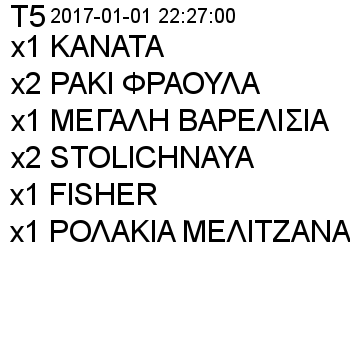 T5 2017-01-01 22:27:00
x1 ΚΑΝΑΤΑ
x2 ΡΑΚΙ ΦΡΑΟΥΛΑ
x1 ΜΕΓΑΛΗ ΒΑΡΕΛΙΣΙΑ
x2 STOLICHNAYA
x1 FISHER
x1 ΡΟΛΑΚΙΑ ΜΕΛΙΤΖΑΝΑ